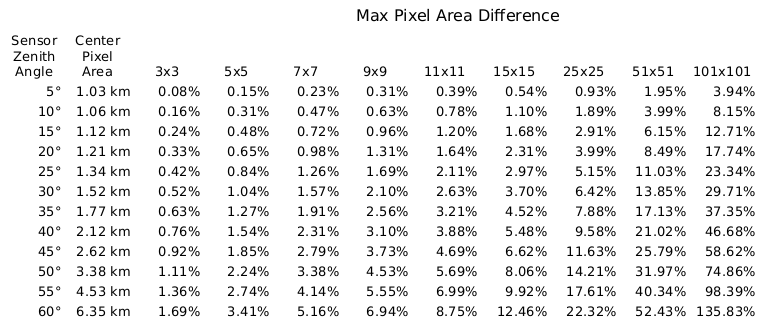 Max Pixel Area Difference
Sensor Center
Zenith Pixel
Angle Area 3x3 5x5 7x7 9x9 11x11 15x15 25x25 51x51 101x101
5° 1.03 km 0.08% 0.15% 0.23% 0.31% 0.39% 0.54% 0.93% 1.95% 3.94%
10° 1.06 km 0.16% 0.31% 0.47% 0.63% 0.78% 1.10% 1.89% 3.99% 8.15%
15° 1.12 km 0.24% 0.48% 0.72% 0.96% 1.20% 1.68% 2.91% 6.15% 12.71%
20° 1.21 km 0.33% 0.65% 0.98% 1.31% 1.64% 2.31% 3.99% 8.49% 17.74%
25° 1.34 km 0.42% 0.84% 1.26% 1.69% 2.11% 2.97% 5.15% 11.03% 23.34%
30° 1.52 km 0.52% 1.04% 1.57% 2.10% 2.63% 3.70% 6.42% 13.85% 29.71%
35° 1.77 km 0.63% 1.27% 1.91% 2.56% 3.21% 4.52% 7.88% 17.13% 37.35%
40° 2.12 km 0.76% 1.54% 2.31% 3.10% 3.88% 5.48% 9.58% 21.02% 46.68%
45° 2.62 km 0.92% 1.85% 2.79% 3.73% 4.69% 6.62% 11.63% 25.79% 58.62%
50° 3.38 km 1.11% 2.24% 3.38% 4.53% 5.69% 8.06% 14.21% 31.97% 74.86%
55° 4.53 km 1.36% 2.74% 4.14% 5.55% 6.99% 9.92% 17.61% 40.34% 98.39%
60° 6.35 km 1.69% 3.41% 5.16% 6.94% 8.75% 12.46% 22.32% 52.43% 135.83%